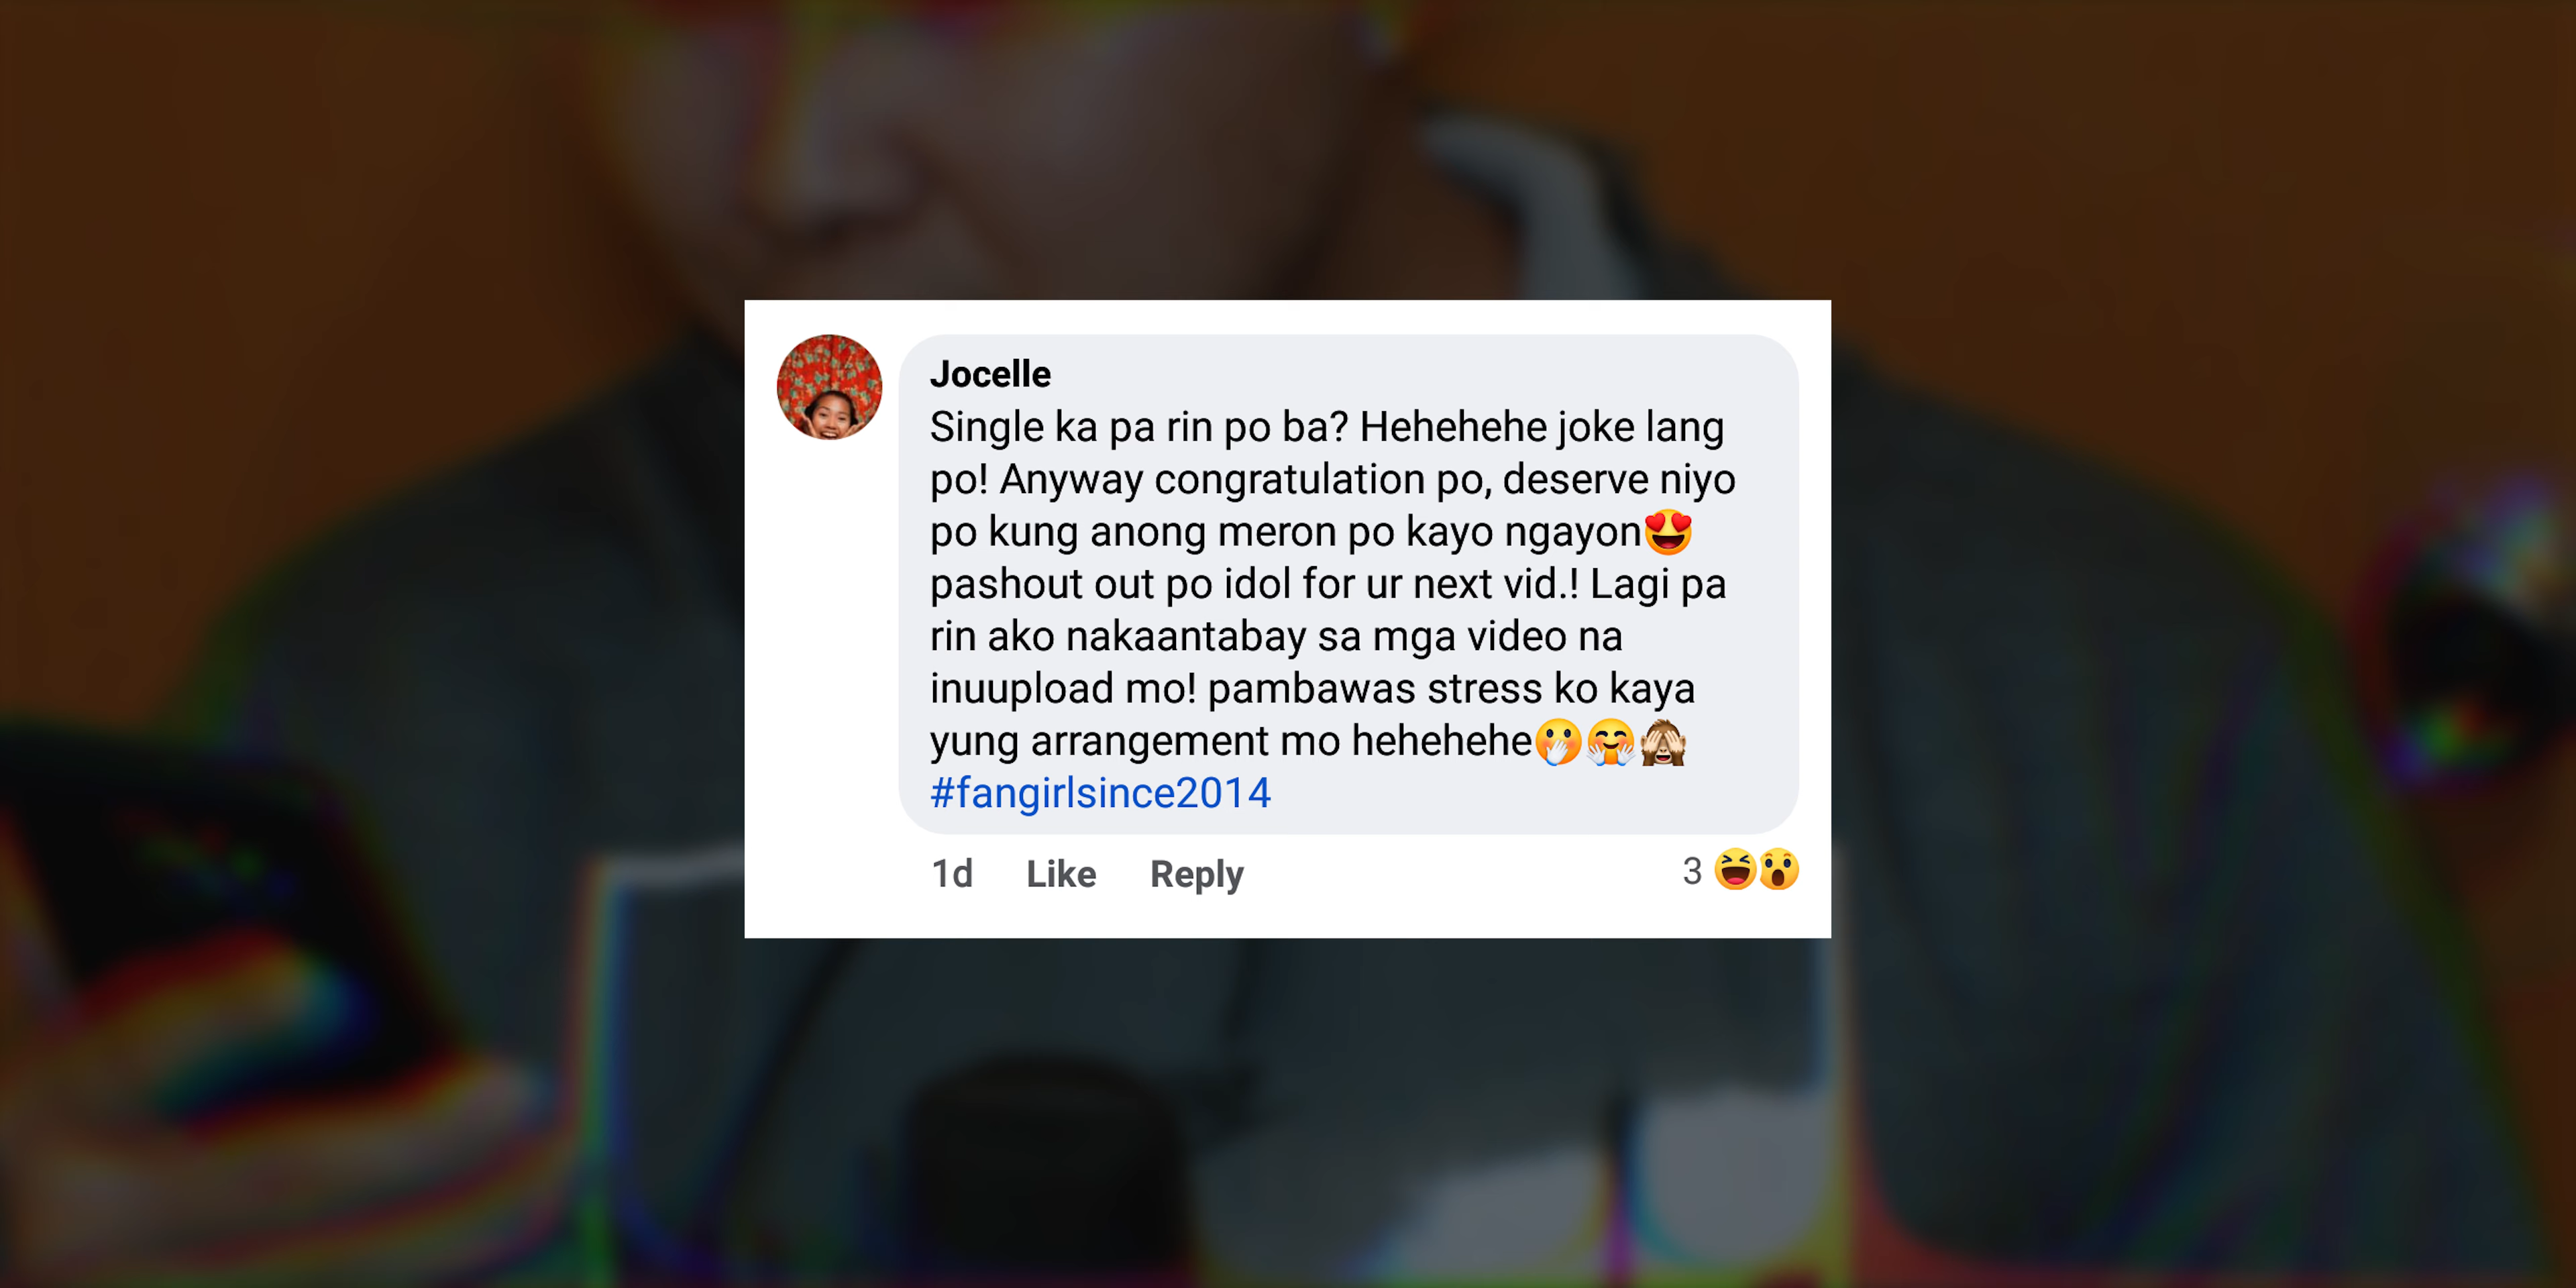 Jocelle
Single ka pa rin po ba? Hehehehe joke lang
po! Anyway congratulation po, deserve niyo
po kung anong meron po kayo ngayon😍
pashout out po idol for ur next vid.! Lagi pa
rin ako nakaantabay sa mga video na
inuupload mo! pambawas stress ko kaya
yung arrangement mo hehehehe🫢🤗🙈
#fangirlsince2014
1d Like Reply 3 😆😮